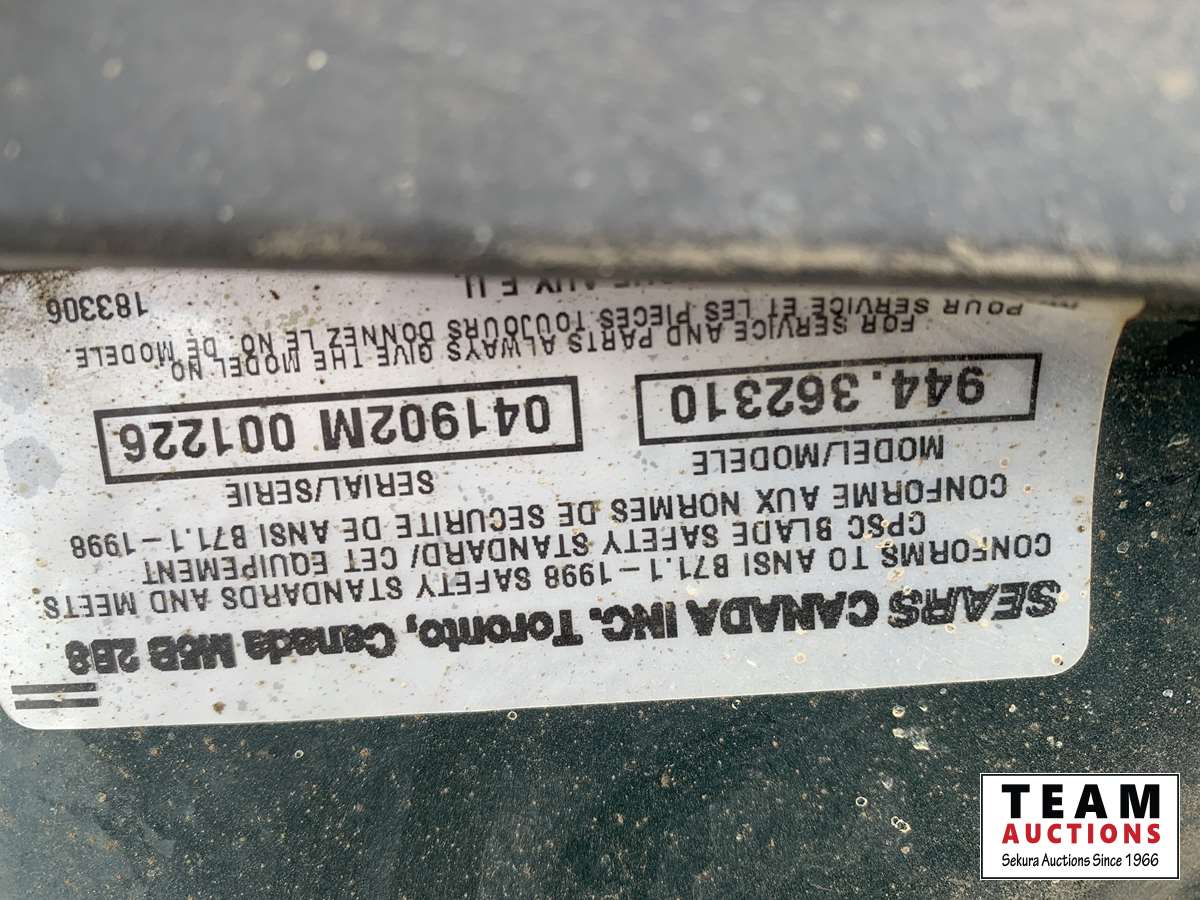 SEARS CANADA INC. Toronto, Canada M5B 2B8
CONFORMS TO ANSI B71.1-1998 SAFETY STANDARDS AND MEETS
CPSC BLADE SAFETY STANDARD/ CET EQUIPEMENT
CONFORME AUX NORMES DE SECURITE DE ANSI B71.1-1998
MODEL/MODELE SERIAL/SERIE
944.362310 041902M 001226
FOR SERVICE AND PARTS ALWAYS GIVE THE MODEL NO.
POUR SERVICE ET LES PIECES TOUJOURS DONNEZ LE NO. DE MODELE.
AUX E U. 183306
TEAM
AUCTIONS
Sekura Auctions Since 1966